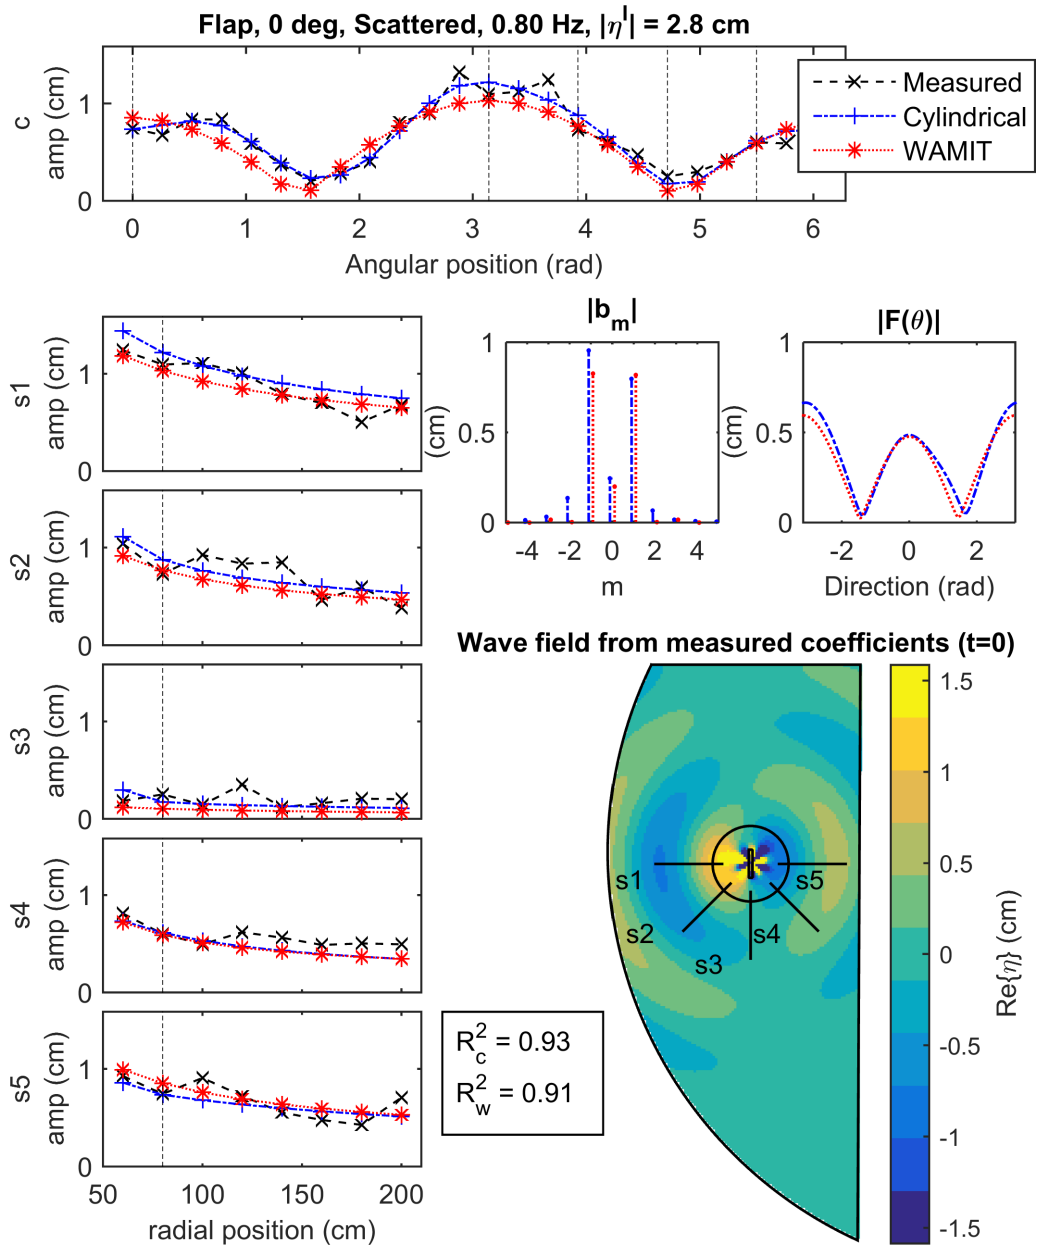 Flap, 0 deg, Scattered, 0.80 Hz, |η^I| = 2.8 cm
c
amp (cm)
1
0
Measured
Cylindrical
WAMIT
0 1 2 3 4 5 6
Angular position (rad)
s1
amp (cm)
1
0
s2
amp (cm)
1
0
s3
amp (cm)
1
0
s4
amp (cm)
1
0
s5
amp (cm)
1
0
50 100 150 200
radial position (cm)
|b_m|
(cm)
1
0.5
0
-4 -2 0 2 4
m
|F(θ)|
(cm)
1
0.5
0
-2 0 2
Direction (rad)
Wave field from measured coefficients (t=0)
s1
s2
s3
s4
s5
1.5
1
0.5
0
-0.5
-1
-1.5
Re{η} (cm)
R_c^2 = 0.93
R_w^2 = 0.91